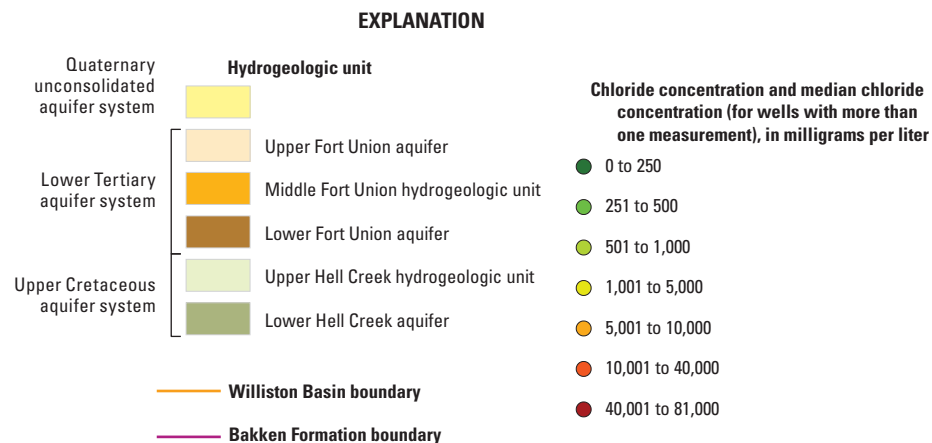 EXPLANATION
Quaternary
unconsolidated
aquifer system
Hydrogeologic unit
Lower Tertiary
aquifer system
Upper Fort Union aquifer
Middle Fort Union hydrogeologic unit
Lower Fort Union aquifer
Upper Cretaceous
aquifer system
Upper Hell Creek hydrogeologic unit
Lower Hell Creek aquifer
Williston Basin boundary
Bakken Formation boundary
Chloride concentration and median chloride
concentration (for wells with more than
one measurement), in milligrams per liter
0 to 250
251 to 500
501 to 1,000
1,001 to 5,000
5,001 to 10,000
10,001 to 40,000
40,001 to 81,000